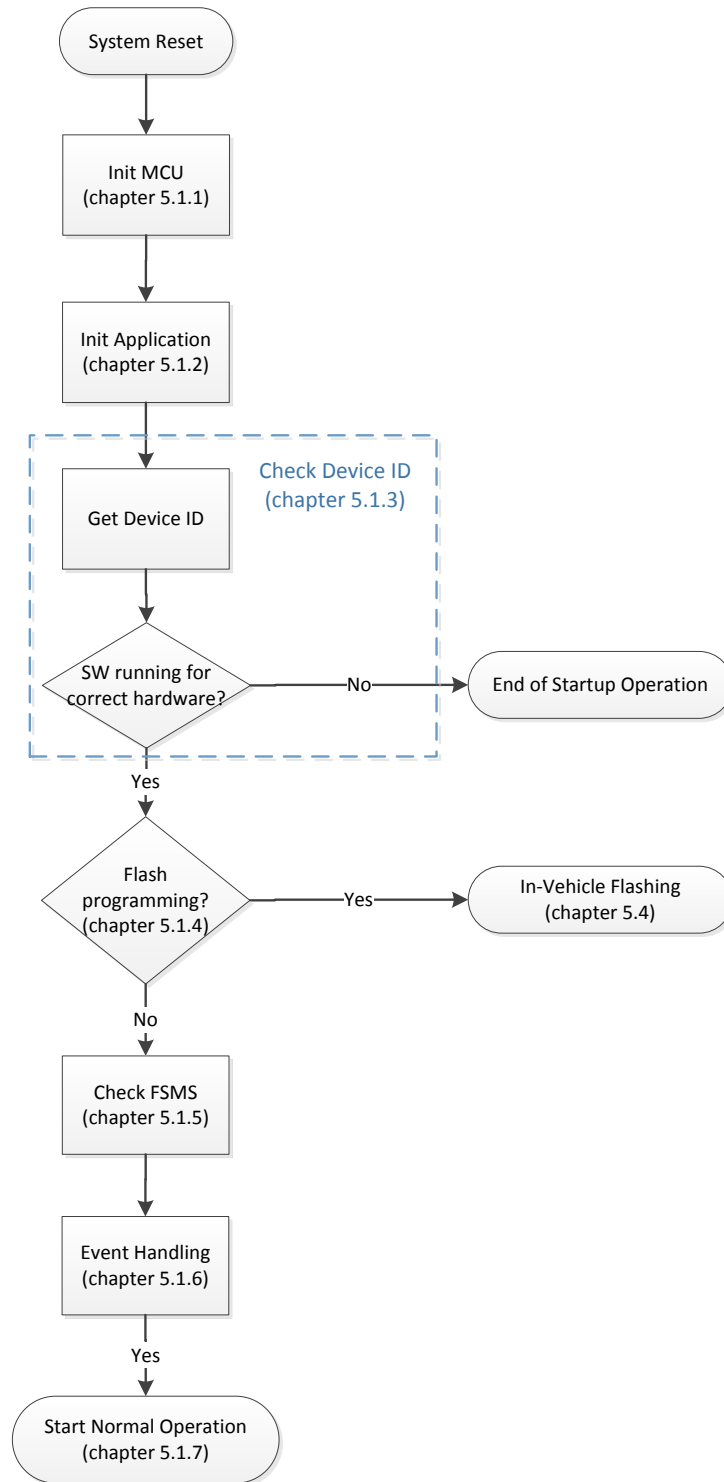 System Reset
Init MCU
(chapter 5.1.1)
Init Application
(chapter 5.1.2)
Check Device ID
(chapter 5.1.3)
Get Device ID
SW running for
correct hardware?
No
End of Startup Operation
Yes
Flash
programming?
(chapter 5.1.4)
Yes
In-Vehicle Flashing
(chapter 5.4)
No
Check FSMS
(chapter 5.1.5)
Event Handling
(chapter 5.1.6)
Yes
Start Normal Operation
(chapter 5.1.7)